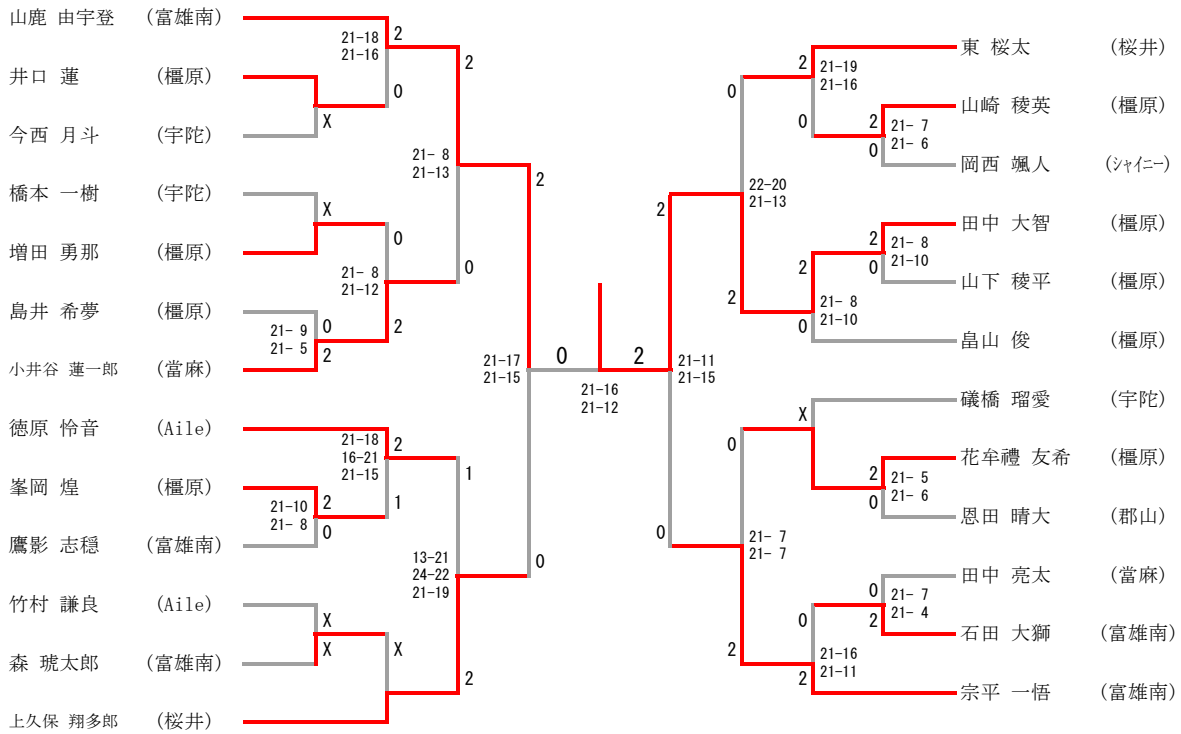 山鹿 由宇登 (富雄南)
井口 蓮 (橿原)
今西 月斗 (宇陀)
橋本 一樹 (宇陀)
増田 勇那 (橿原)
島井 希夢 (橿原)
小井谷 蓮一郎 (當麻)
徳原 怜音 (Aile)
峯岡 煌 (橿原)
鷹影 志穏 (富雄南)
竹村 謙良 (Aile)
森 琥太郎 (富雄南)
上久保 翔多郎 (桜井)
21-18 2
21-16
0
X
X
0
21- 9 0
21- 5 2
21- 8
21-12
2
2
21- 8
21-13
0
21-18 2
16-21
21-15
1
21-10 2
21- 8 0
X
X
X
1
13-21
24-22
21-19
2
2
21-17
21-15
0
0 2
21-16
21-12
2
21-11
21-15
0
0
22-20
21-13
2
2 21-19
21-16
0
2 21- 7
0 21- 6
2 21- 8
0 21-10
2
21- 8
0 21-10
X
0
2 21- 5
0 21- 6
21- 7
21- 7
2
0 21- 7
2 21- 4
0
21-16
2 21-11
東 桜太 (桜井)
山崎 稜英 (橿原)
岡西 颯人 (シャイニー)
田中 大智 (橿原)
山下 稜平 (橿原)
畠山 俊 (橿原)
礒橋 瑠愛 (宇陀)
花牟禮 友希 (橿原)
恩田 晴大 (郡山)
田中 亮太 (當麻)
石田 大獅 (富雄南)
宗平 一悟 (富雄南)